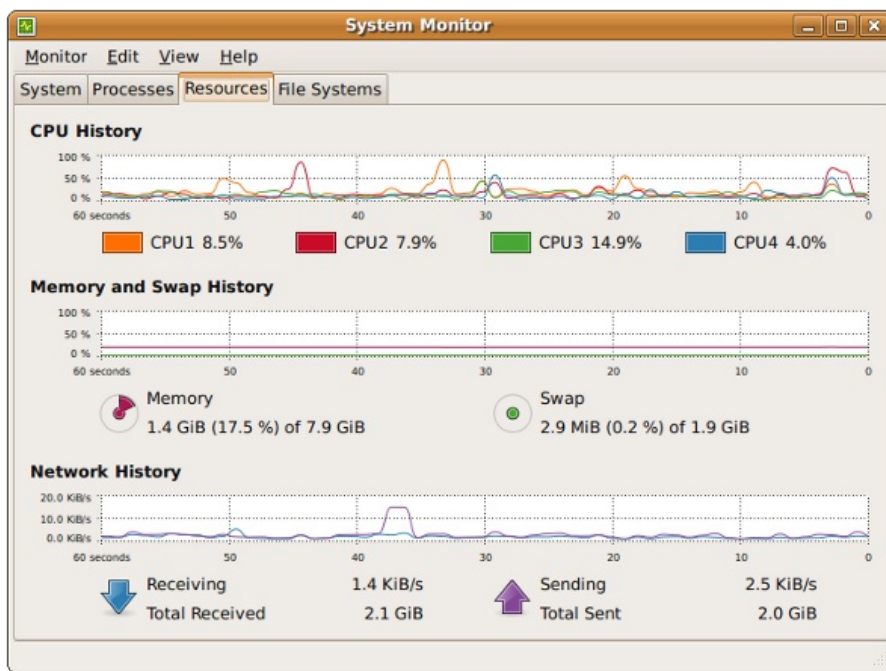 System Monitor
Monitor Edit View Help
System Processes Resources File Systems
CPU History
100 %
50 %
0 %
60 seconds 50 40 30 20 10 0
CPU1 8.5% CPU2 7.9% CPU3 14.9% CPU4 4.0%
Memory and Swap History
100 %
50 %
0 %
60 seconds 50 40 30 20 10 0
Memory Swap
1.4 GiB (17.5 %) of 7.9 GiB 2.9 MiB (0.2 %) of 1.9 GiB
Network History
20.0 KiB/s
10.0 KiB/s
0.0 KiB/s
60 seconds 50 40 30 20 10 0
Receiving 1.4 KiB/s Sending 2.5 KiB/s
Total Received 2.1 GiB Total Sent 2.0 GiB